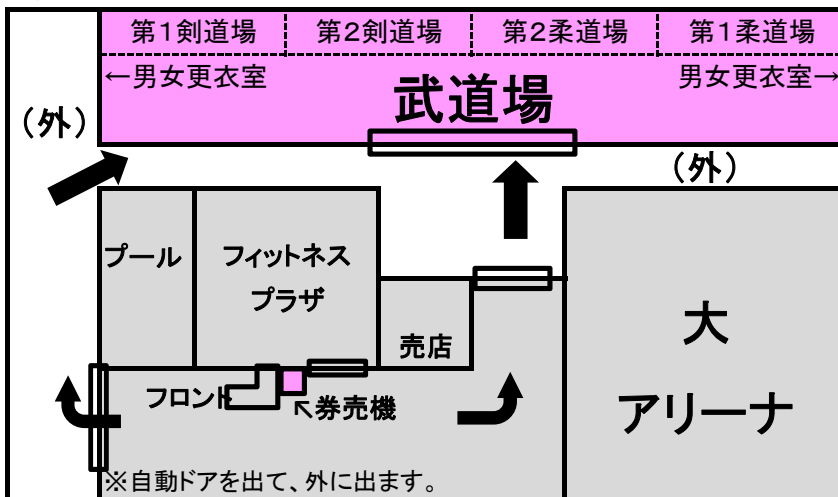 第1剣道場
第2剣道場
第2柔道場
第1柔道場
←男女更衣室
男女更衣室→
武道場
(外)
(外)
プール
フィットネス
プラザ
売店
大
アリーナ
フロント
↖券売機
※自動ドアを出て、外に出ます。